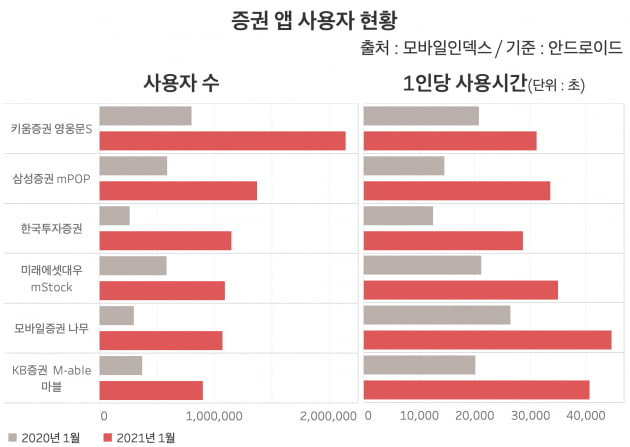 증권 앱 사용자 현황
출처 : 모바일인덱스 / 기준 : 안드로이드
사용자 수
1인당 사용시간(단위 : 초)
키움증권 영웅문S
삼성증권 mPOP
한국투자증권
미래에셋대우
mStock
모바일증권 나무
KB증권 M-able
마블
0 1,000,000 2,000,000
0 10,000 20,000 30,000 40,000
2020년 1월 2021년 1월